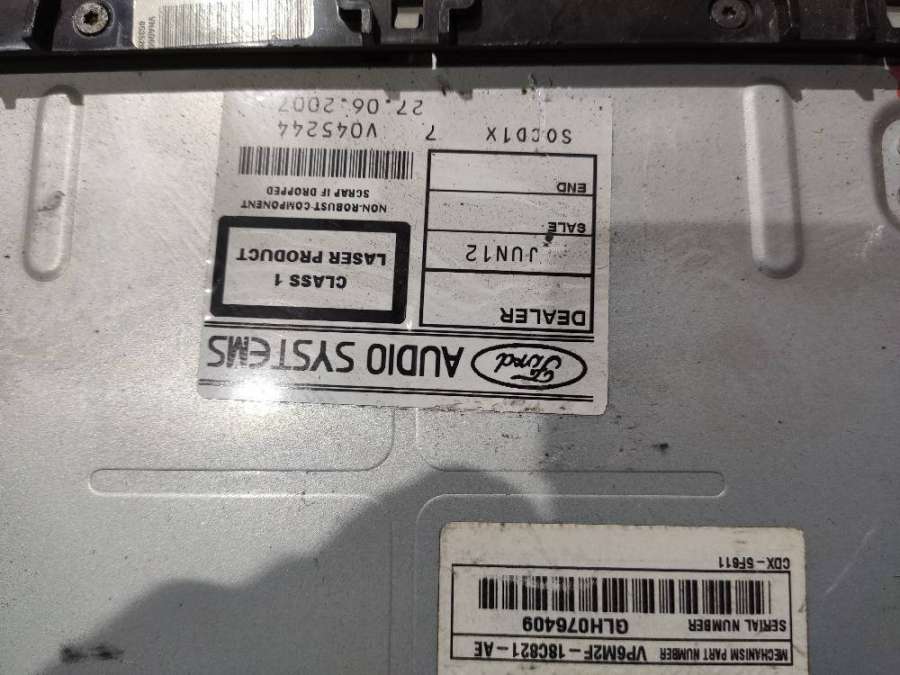 Ford AUDIO SYSTEMS
DEALER
JUN12
SALE
END
CLASS 1
LASER PRODUCT
NON-ROBUST COMPONENT
SCRAP IF DROPPED
SOCD1X 7 V045244
27.06.2007
MECHANISM PART NUMBER VP6M2F-18C821-AE
SERIAL NUMBER GLH076409
CDX-5F611